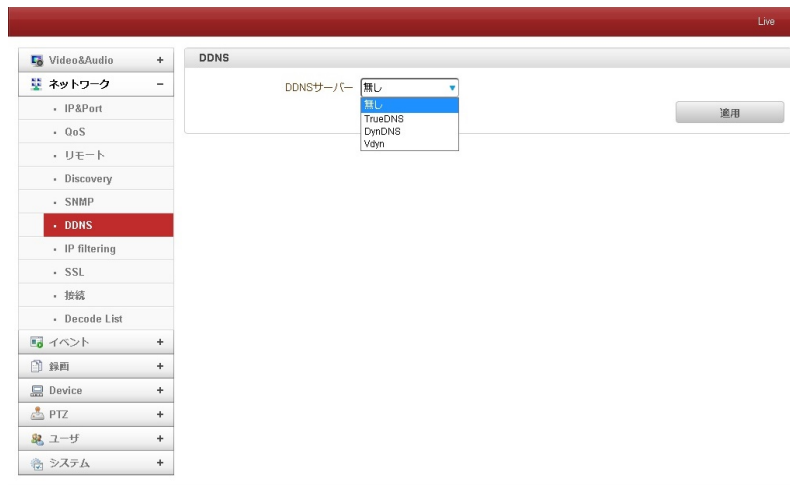 Live
Video&Audio +
ネットワーク -
• IP&Port
• QoS
• リモート
• Discovery
• SNMP
• DDNS
• IP filtering
• SSL
• 接続
• Decode List
イベント +
録画 +
Device +
PTZ +
ユーザ +
システム +
DDNS
DDNSサーバー 無し
無し
TrueDNS
DynDNS
Vdyn
適用